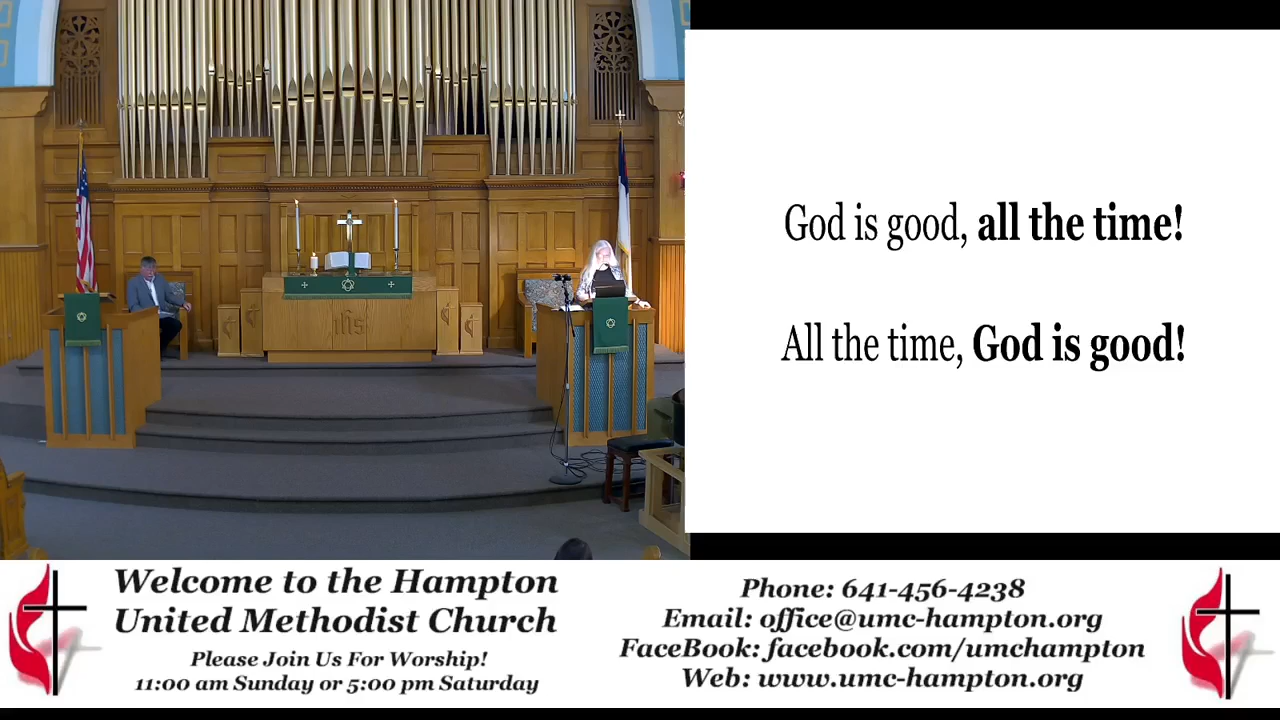 God is good, all the time!
All the time, God is good!
ihs
Welcome to the Hampton
United Methodist Church
Please Join Us For Worship!
11:00 am Sunday or 5:00 pm Saturday
Phone: 641-456-4238
Email: office@umc-hampton.org
FaceBook: facebook.com/umchampton
Web: www.umc-hampton.org